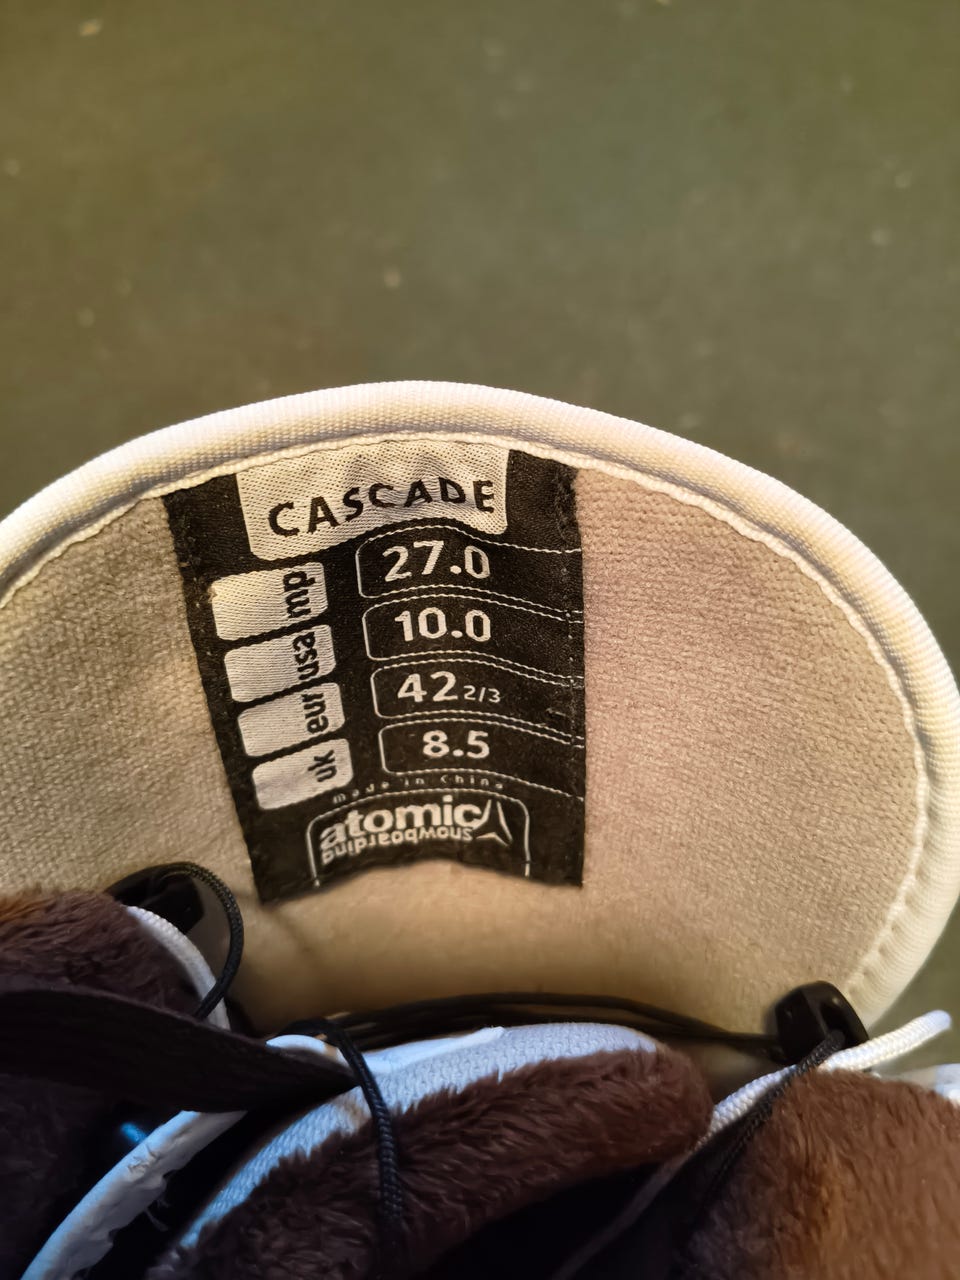 CASCADE
mp 27.0
usa 10.0
eur 42 2/3
uk 8.5
made in China
atomic
snowboarding